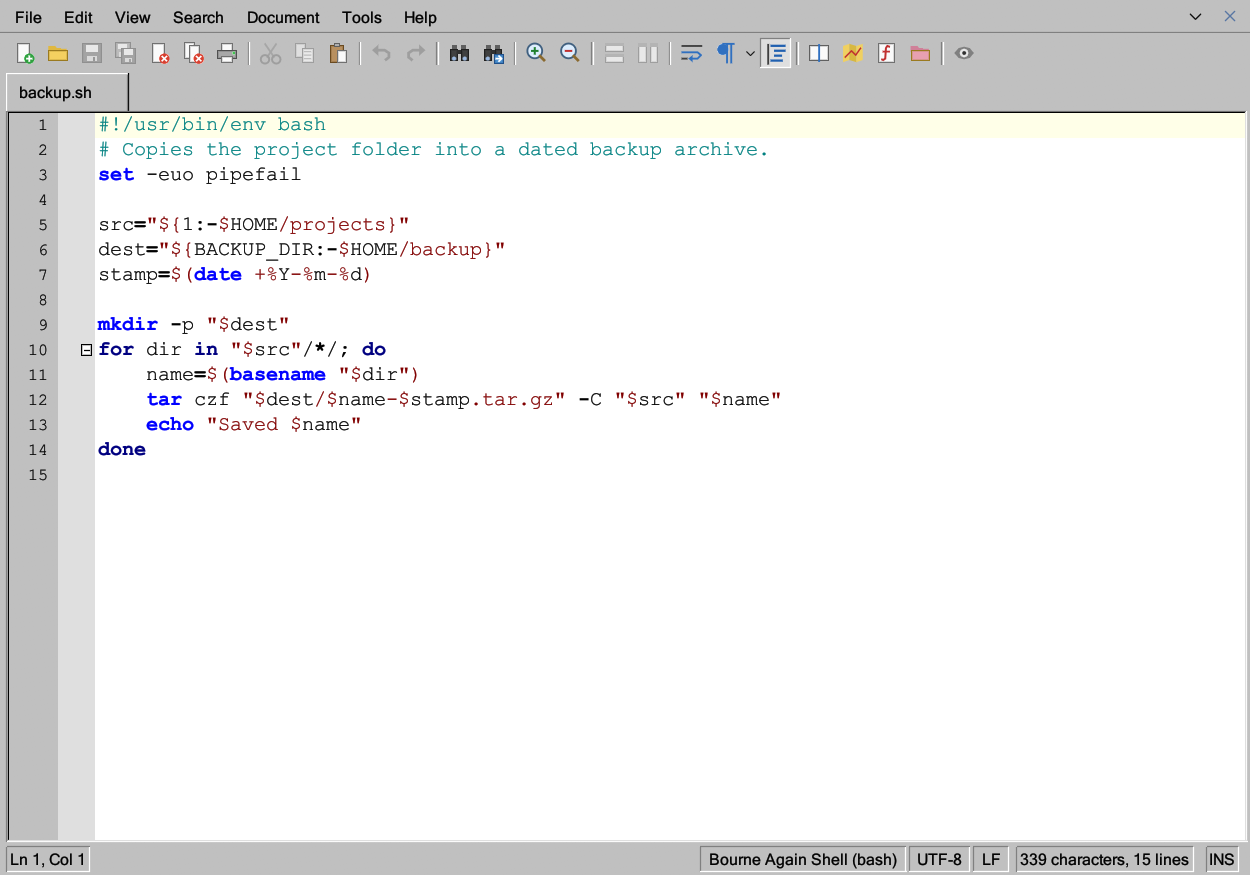 File Edit View Search Document Tools Help
backup.sh
1 #!/usr/bin/env bash
2 # Copies the project folder into a dated backup archive.
3 set -euo pipefail
4
5 src="${1:-$HOME/projects}"
6 dest="${BACKUP_DIR:-$HOME/backup}"
7 stamp=$(date +%Y-%m-%d)
8
9 mkdir -p "$dest"
10 for dir in "$src"/*/; do
11     name=$(basename "$dir")
12     tar czf "$dest/$name-$stamp.tar.gz" -C "$src" "$name"
13     echo "Saved $name"
14 done
15
Ln 1, Col 1 Bourne Again Shell (bash) UTF-8 LF 339 characters, 15 lines INS